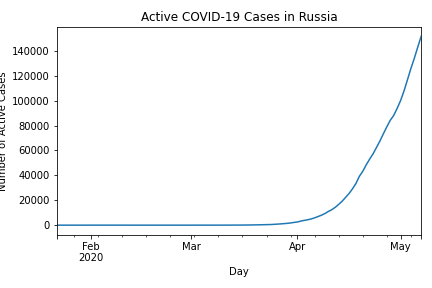 Active COVID-19 Cases in Russia
Number of Active Cases
140000
120000
100000
80000
60000
40000
20000
0
Feb
2020
Mar
Apr
May
Day